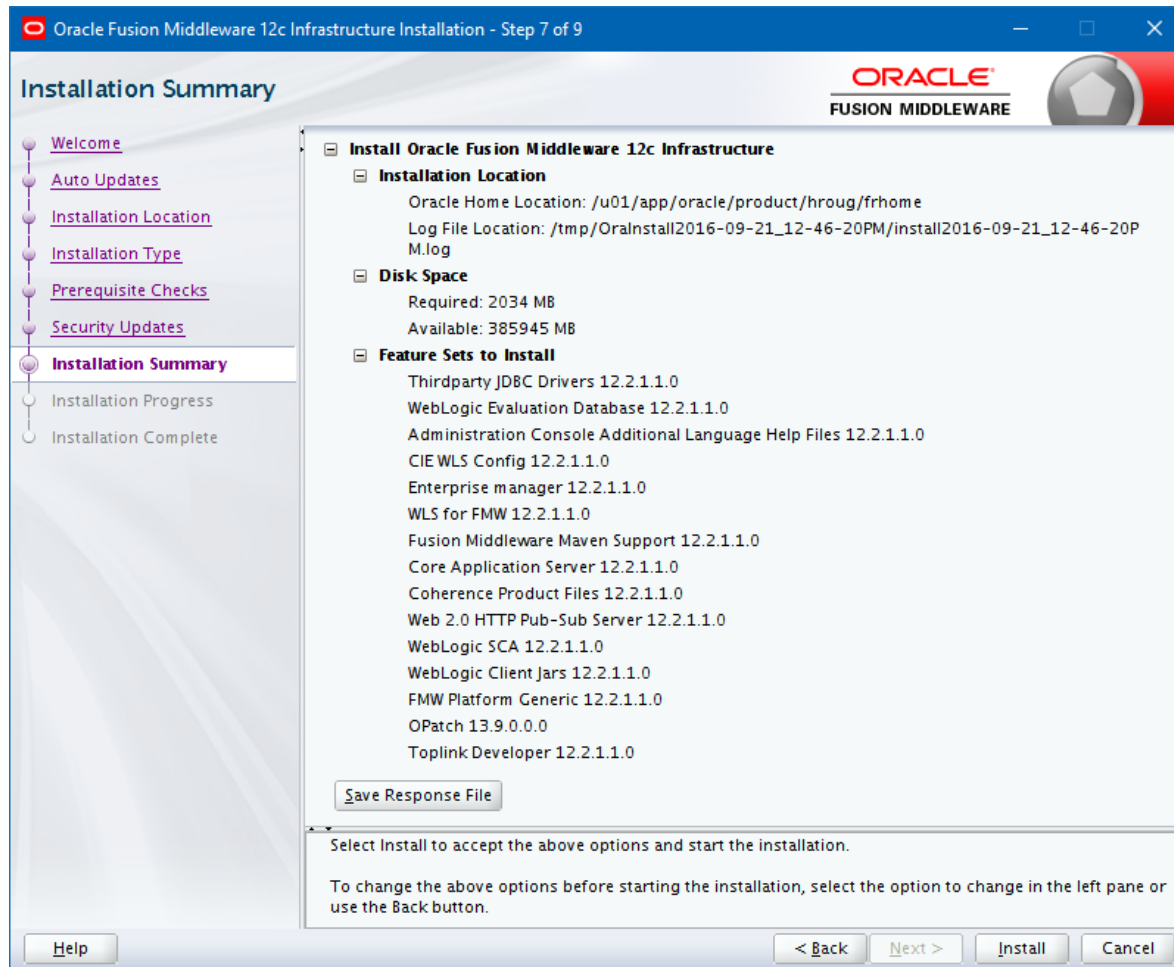 Oracle Fusion Middleware 12c Infrastructure Installation - Step 7 of 9
Installation Summary
ORACLE
FUSION MIDDLEWARE
Welcome
Auto Updates
Installation Location
Installation Type
Prerequisite Checks
Security Updates
Installation Summary
Installation Progress
Installation Complete
Install Oracle Fusion Middleware 12c Infrastructure
Installation Location
Oracle Home Location: /u01/app/oracle/product/hroug/frhome
Log File Location: /tmp/OraInstall2016-09-21_12-46-20PM/install2016-09-21_12-46-20P
M.log
Disk Space
Required: 2034 MB
Available: 385945 MB
Feature Sets to Install
Thirdparty JDBC Drivers 12.2.1.1.0
WebLogic Evaluation Database 12.2.1.1.0
Administration Console Additional Language Help Files 12.2.1.1.0
CIE WLS Config 12.2.1.1.0
Enterprise manager 12.2.1.1.0
WLS for FMW 12.2.1.1.0
Fusion Middleware Maven Support 12.2.1.1.0
Core Application Server 12.2.1.1.0
Coherence Product Files 12.2.1.1.0
Web 2.0 HTTP Pub-Sub Server 12.2.1.1.0
WebLogic SCA 12.2.1.1.0
WebLogic Client Jars 12.2.1.1.0
FMW Platform Generic 12.2.1.1.0
OPatch 13.9.0.0.0
Toplink Developer 12.2.1.1.0
Save Response File
Select Install to accept the above options and start the installation.
To change the above options before starting the installation, select the option to change in the left pane or
use the Back button.
Help
< Back
Next >
Install
Cancel